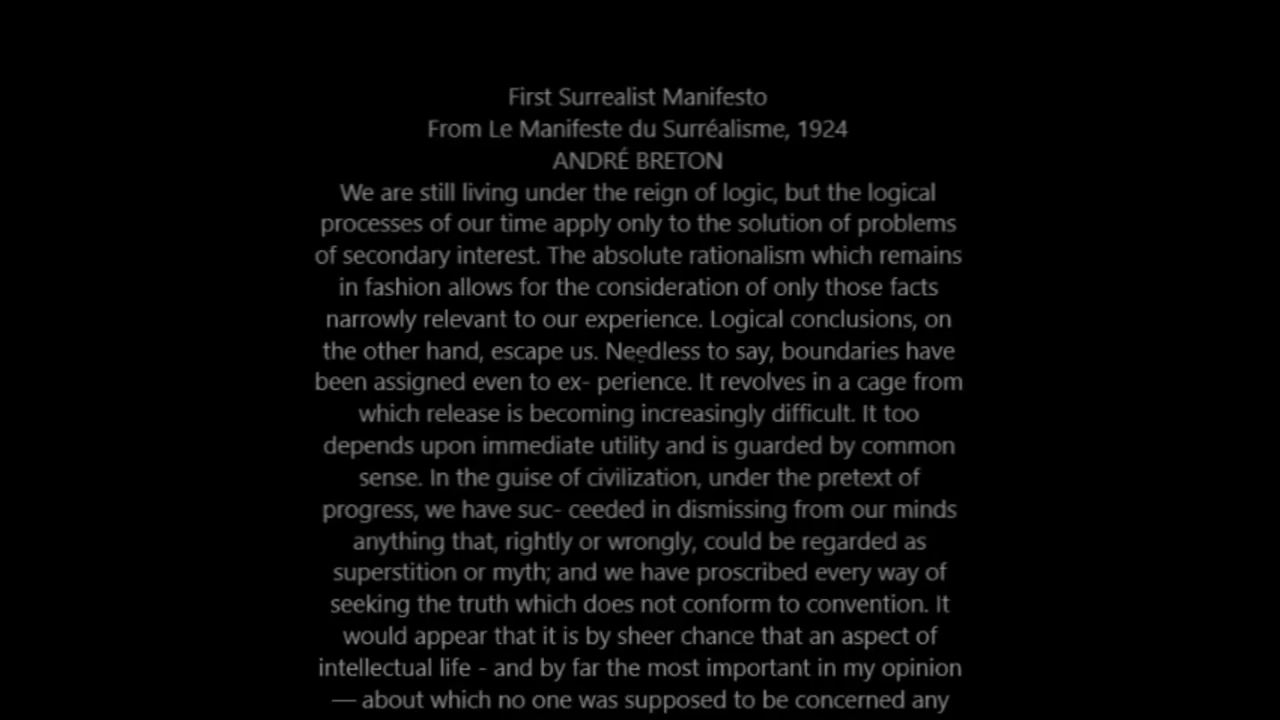 First Surrealist Manifesto
From Le Manifeste du Surréalisme, 1924
ANDRÉ BRETON
We are still living under the reign of logic, but the logical
processes of our time apply only to the solution of problems
of secondary interest. The absolute rationalism which remains
in fashion allows for the consideration of only those facts
narrowly relevant to our experience. Logical conclusions, on
the other hand, escape us. Needless to say, boundaries have
been assigned even to ex- perience. It revolves in a cage from
which release is becoming increasingly difficult. It too
depends upon immediate utility and is guarded by common
sense. In the guise of civilization, under the pretext of
progress, we have suc- ceeded in dismissing from our minds
anything that, rightly or wrongly, could be regarded as
superstition or myth; and we have proscribed every way of
seeking the truth which does not conform to convention. It
would appear that it is by sheer chance that an aspect of
intellectual life - and by far the most important in my opinion
— about which no one was supposed to be concerned any